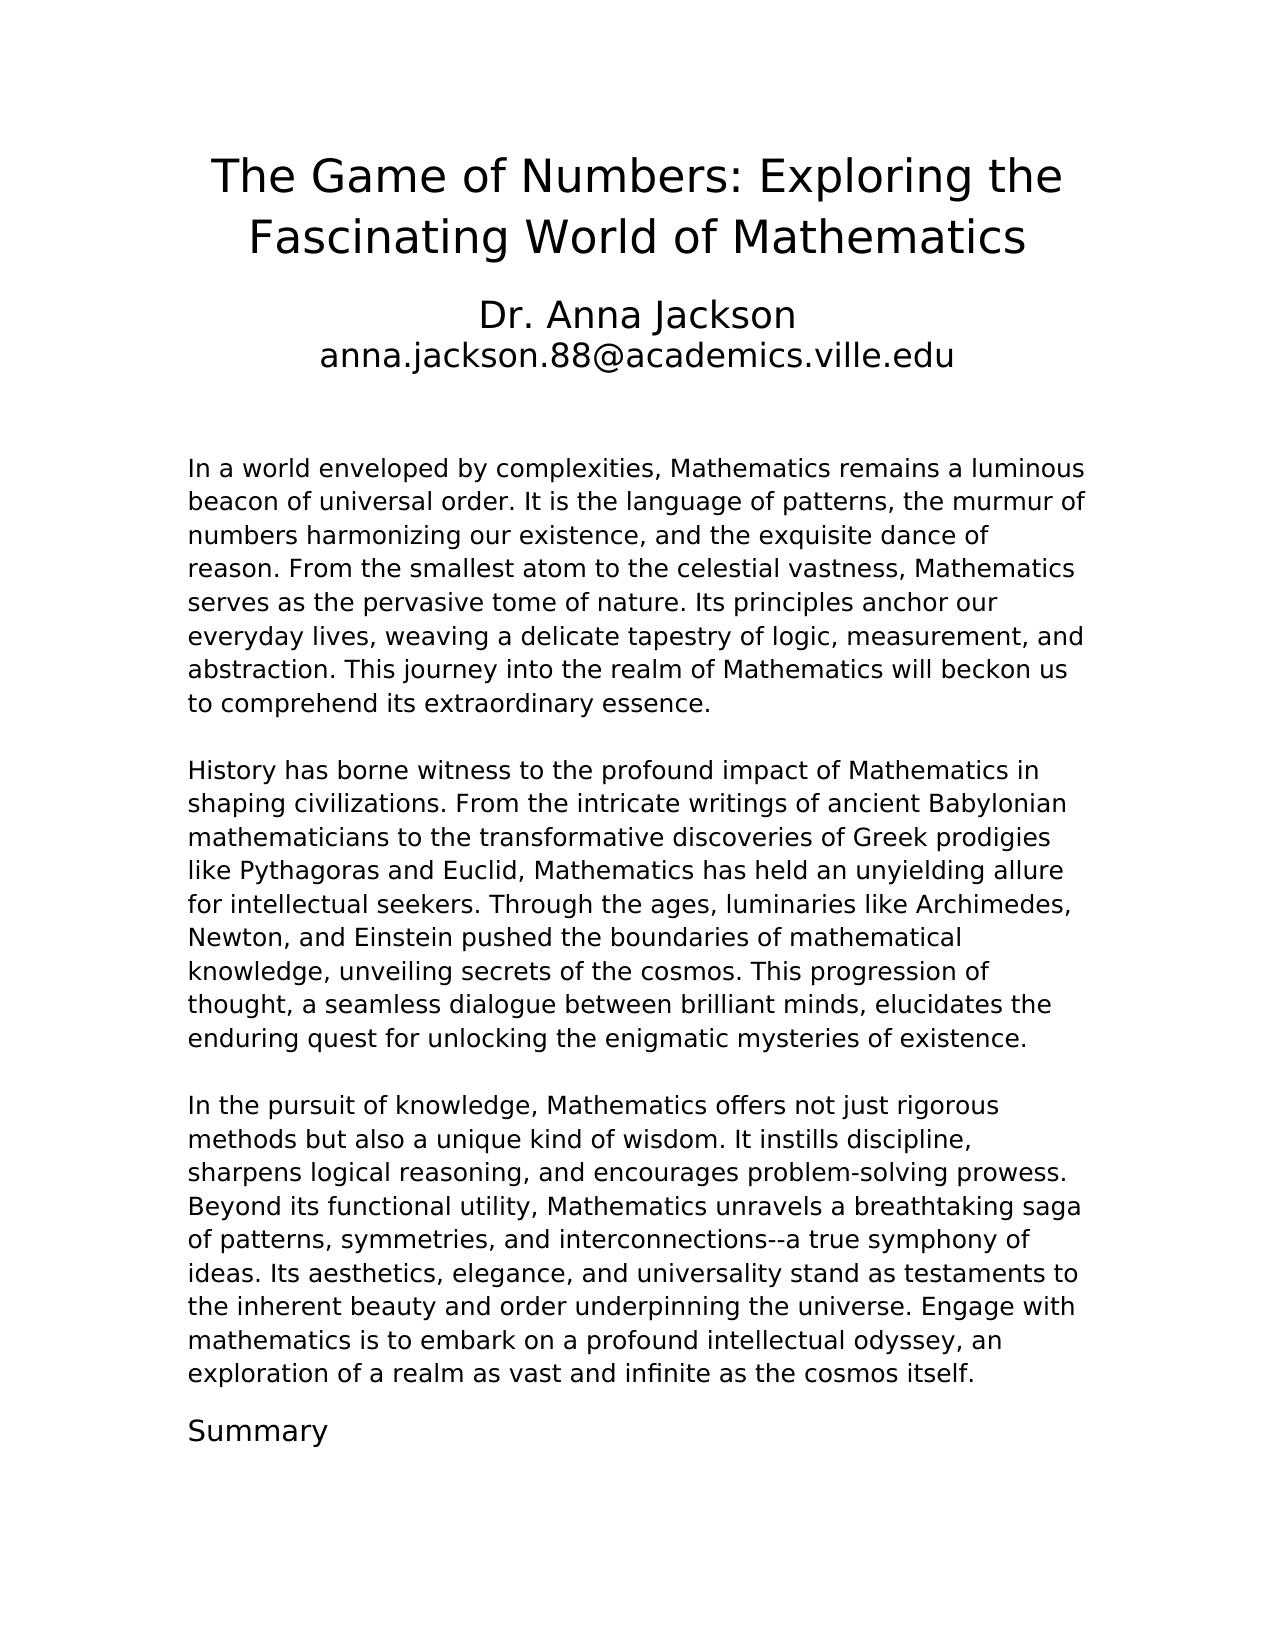 The Game of Numbers: Exploring the
Fascinating World of Mathematics
Dr. Anna Jackson
anna.jackson.88@academics.ville.edu
In a world enveloped by complexities, Mathematics remains a luminous
beacon of universal order. It is the language of patterns, the murmur of
numbers harmonizing our existence, and the exquisite dance of
reason. From the smallest atom to the celestial vastness, Mathematics
serves as the pervasive tome of nature. Its principles anchor our
everyday lives, weaving a delicate tapestry of logic, measurement, and
abstraction. This journey into the realm of Mathematics will beckon us
to comprehend its extraordinary essence.
History has borne witness to the profound impact of Mathematics in
shaping civilizations. From the intricate writings of ancient Babylonian
mathematicians to the transformative discoveries of Greek prodigies
like Pythagoras and Euclid, Mathematics has held an unyielding allure
for intellectual seekers. Through the ages, luminaries like Archimedes,
Newton, and Einstein pushed the boundaries of mathematical
knowledge, unveiling secrets of the cosmos. This progression of
thought, a seamless dialogue between brilliant minds, elucidates the
enduring quest for unlocking the enigmatic mysteries of existence.
In the pursuit of knowledge, Mathematics offers not just rigorous
methods but also a unique kind of wisdom. It instills discipline,
sharpens logical reasoning, and encourages problem-solving prowess.
Beyond its functional utility, Mathematics unravels a breathtaking saga
of patterns, symmetries, and interconnections--a true symphony of
ideas. Its aesthetics, elegance, and universality stand as testaments to
the inherent beauty and order underpinning the universe. Engage with
mathematics is to embark on a profound intellectual odyssey, an
exploration of a realm as vast and infinite as the cosmos itself.
Summary